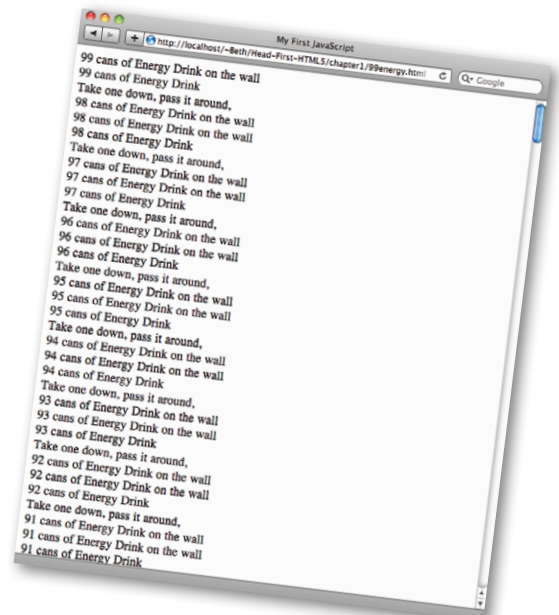 My First JavaScript
http://localhost/~Beth/Head-First-HTML5/chapter1/99energy.html
Google
99 cans of Energy Drink on the wall
99 cans of Energy Drink
Take one down, pass it around,
98 cans of Energy Drink on the wall
98 cans of Energy Drink on the wall
98 cans of Energy Drink
Take one down, pass it around,
97 cans of Energy Drink on the wall
97 cans of Energy Drink on the wall
97 cans of Energy Drink
Take one down, pass it around,
96 cans of Energy Drink on the wall
96 cans of Energy Drink on the wall
96 cans of Energy Drink
Take one down, pass it around,
95 cans of Energy Drink on the wall
95 cans of Energy Drink on the wall
95 cans of Energy Drink
Take one down, pass it around,
94 cans of Energy Drink on the wall
94 cans of Energy Drink on the wall
94 cans of Energy Drink
Take one down, pass it around,
93 cans of Energy Drink on the wall
93 cans of Energy Drink on the wall
93 cans of Energy Drink
Take one down, pass it around,
92 cans of Energy Drink on the wall
92 cans of Energy Drink on the wall
92 cans of Energy Drink
Take one down, pass it around,
91 cans of Energy Drink on the wall
91 cans of Energy Drink on the wall
91 cans of Energy Drink